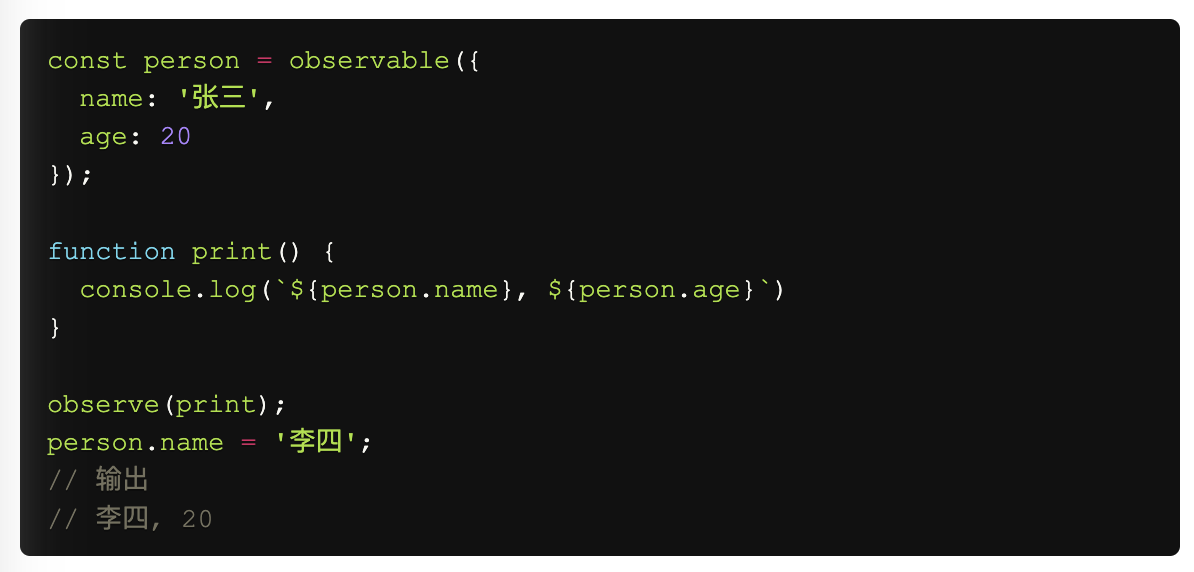 const person = observable({
  name: '张三',
  age: 20
});

function print() {
  console.log(`${person.name}, ${person.age}`)
}

observe(print);
person.name = '李四';
// 输出
// 李四, 20